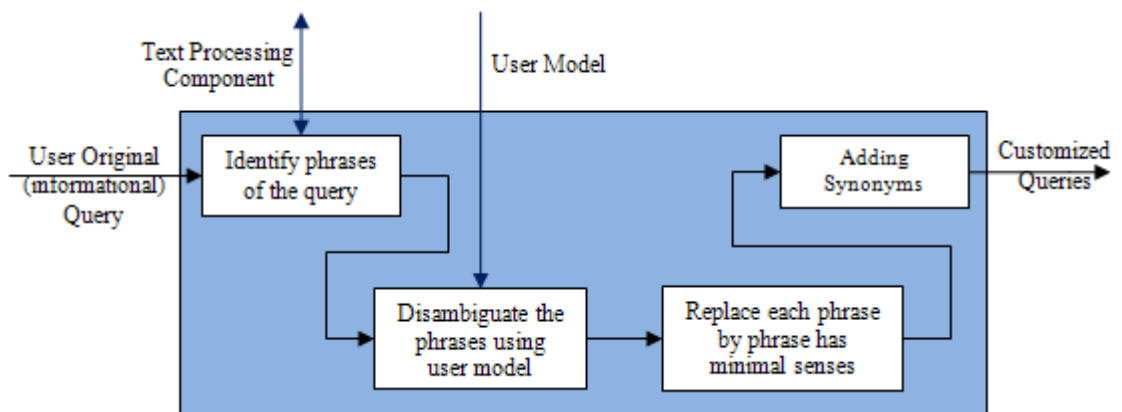 Text Processing
Component
User Model
User Original
(informational)
Query
Identify phrases
of the query
Disambiguate the
phrases using
user model
Replace each phrase
by phrase has
minimal senses
Adding
Synonyms
Customized
Queries